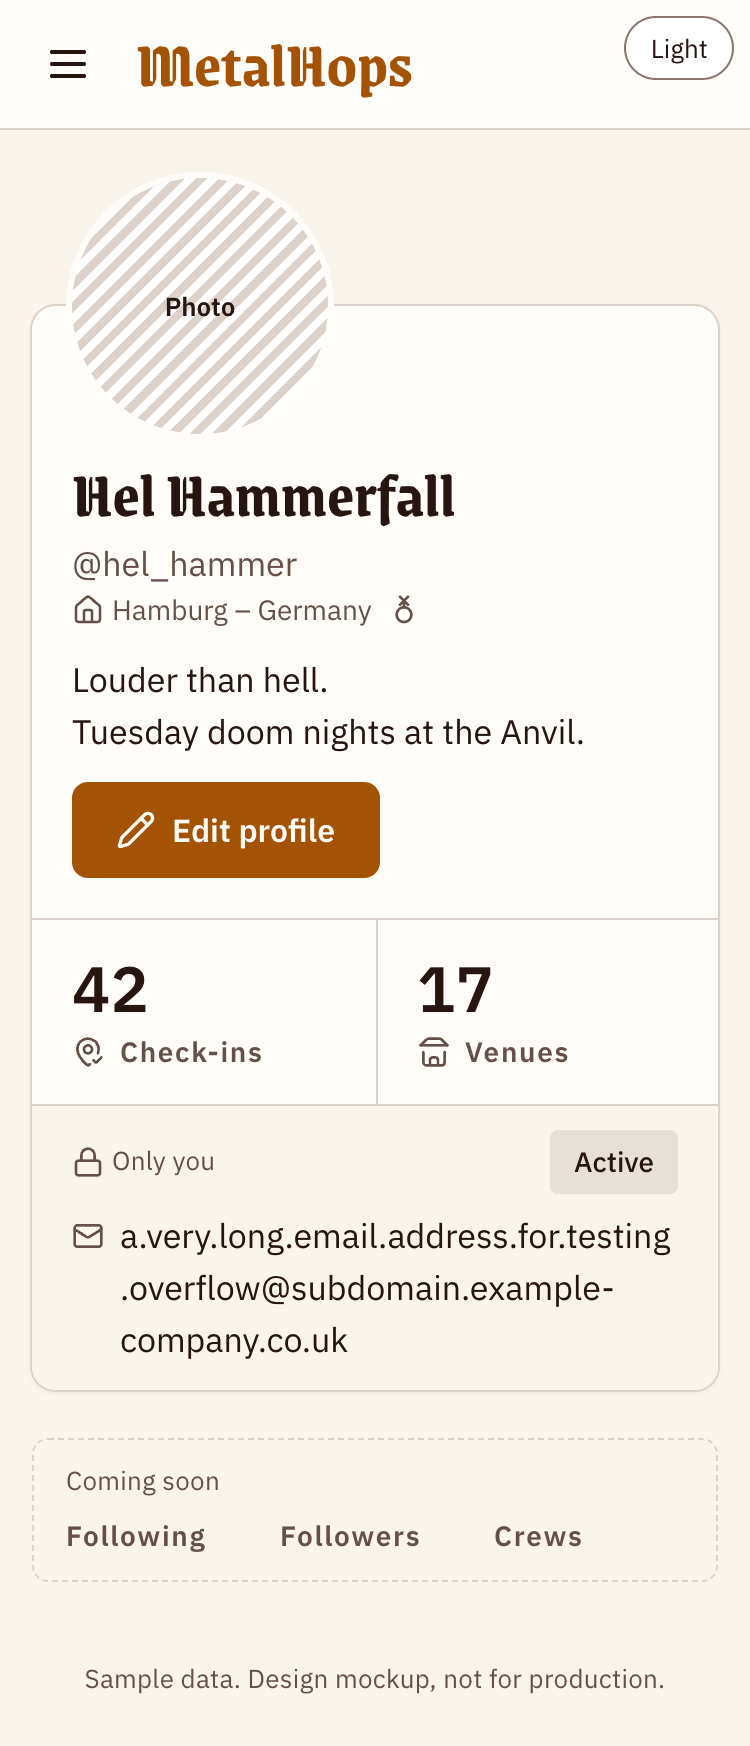 MetalHops
Light
Photo
Hel Hammerfall
@hel_hammer
Hamburg – Germany
Louder than hell.
Tuesday doom nights at the Anvil.
Edit profile
42
Check-ins
17
Venues
Only you
Active
a.very.long.email.address.for.testing
.overflow@subdomain.example-
company.co.uk
Coming soon
Following Followers Crews
Sample data. Design mockup, not for production.